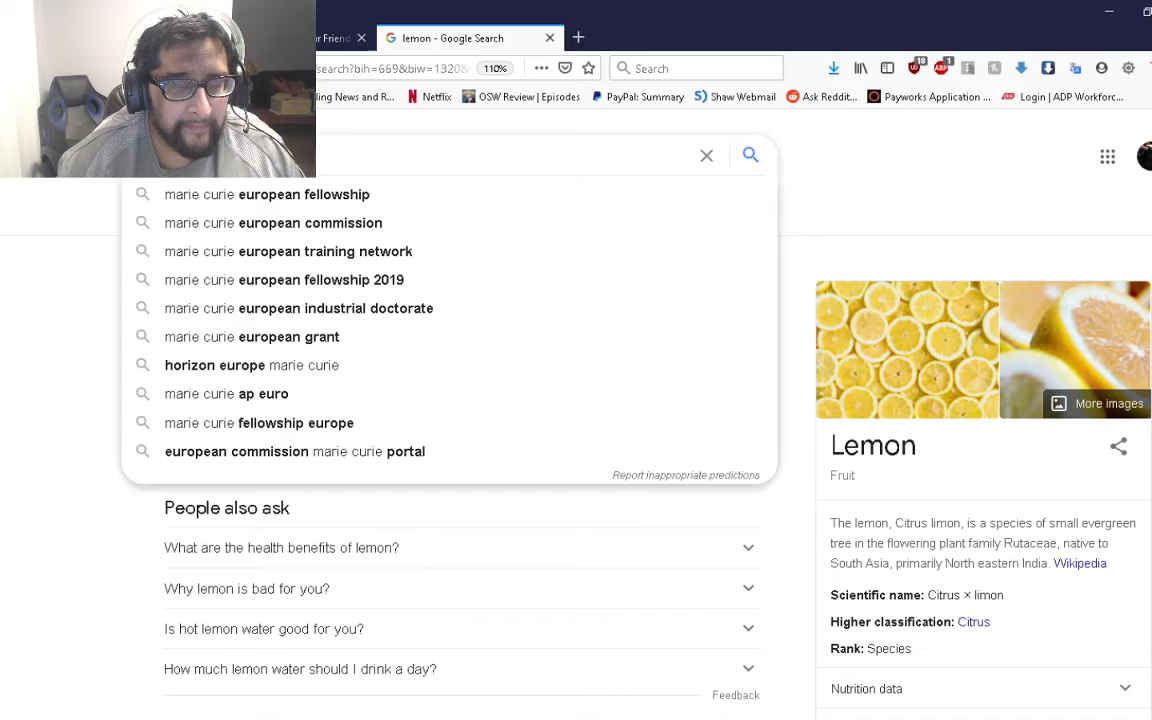 ur Friend
lemon - Google Search
search?bih=669&biw=1320&
110%
Search
18
1
ling News and R...
Netflix
OSW Review | Episodes
PayPal: Summary
Shaw Webmail
Ask Reddit...
Payworks Application ...
Login | ADP Workforc...
marie curie european fellowship
marie curie european commission
marie curie european training network
marie curie european fellowship 2019
marie curie european industrial doctorate
marie curie european grant
horizon europe marie curie
marie curie ap euro
marie curie fellowship europe
european commission marie curie portal
Report inappropriate predictions
People also ask
What are the health benefits of lemon?
Why lemon is bad for you?
Is hot lemon water good for you?
How much lemon water should I drink a day?
Feedback
More images
Lemon
Fruit
The lemon, Citrus limon, is a species of small evergreen
tree in the flowering plant family Rutaceae, native to
South Asia, primarily North eastern India. Wikipedia
Scientific name: Citrus × limon
Higher classification: Citrus
Rank: Species
Nutrition data